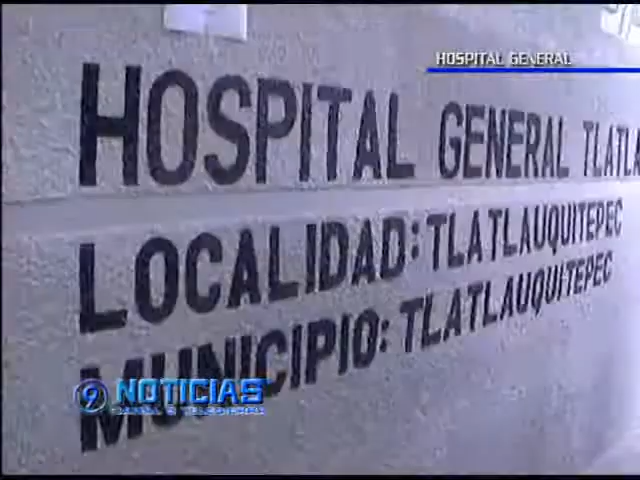 HOSPITAL GENERAL
HOSPITAL GENERAL TLATLA
LOCALIDAD: TLATLAUQUITEPEC
MUNICIPIO: TLATLAUQUITEPEC
9 NOTICIAS